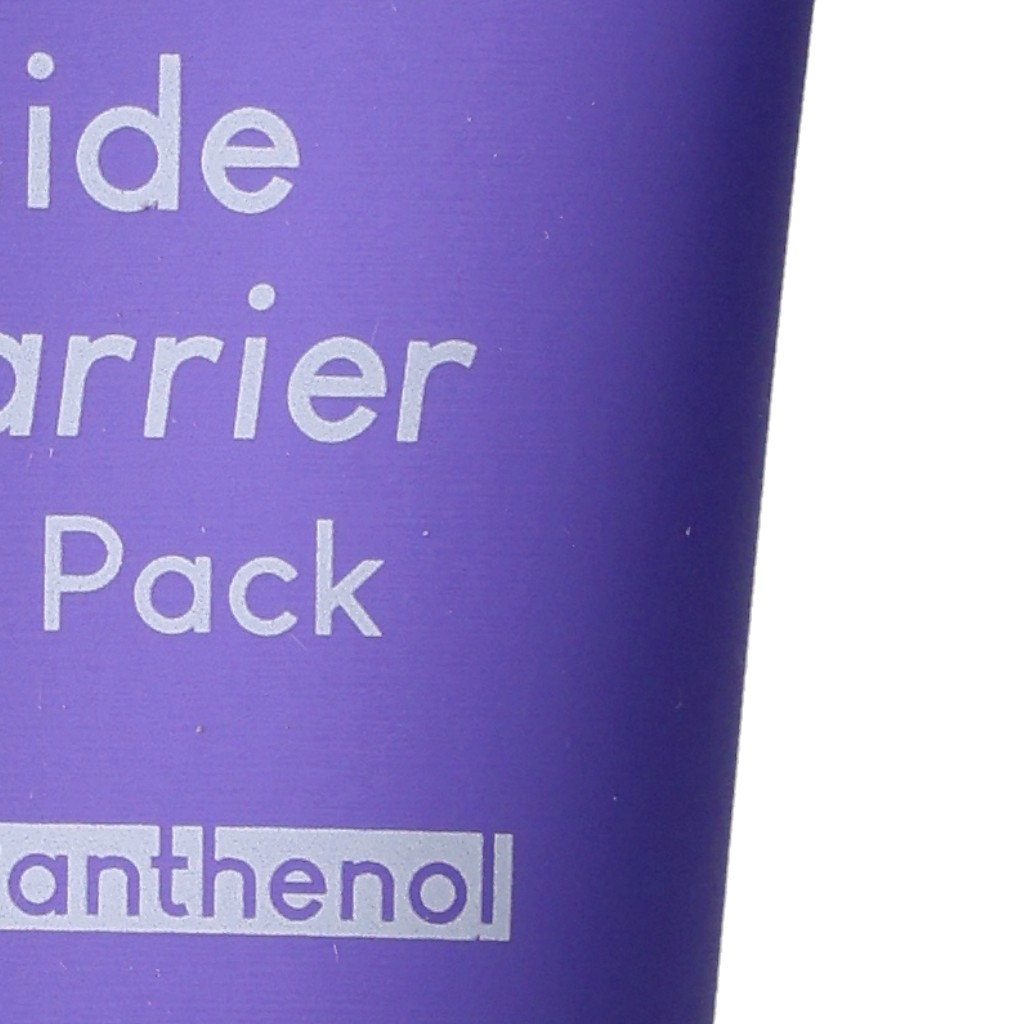 ide
arrier
Pack
anthenol